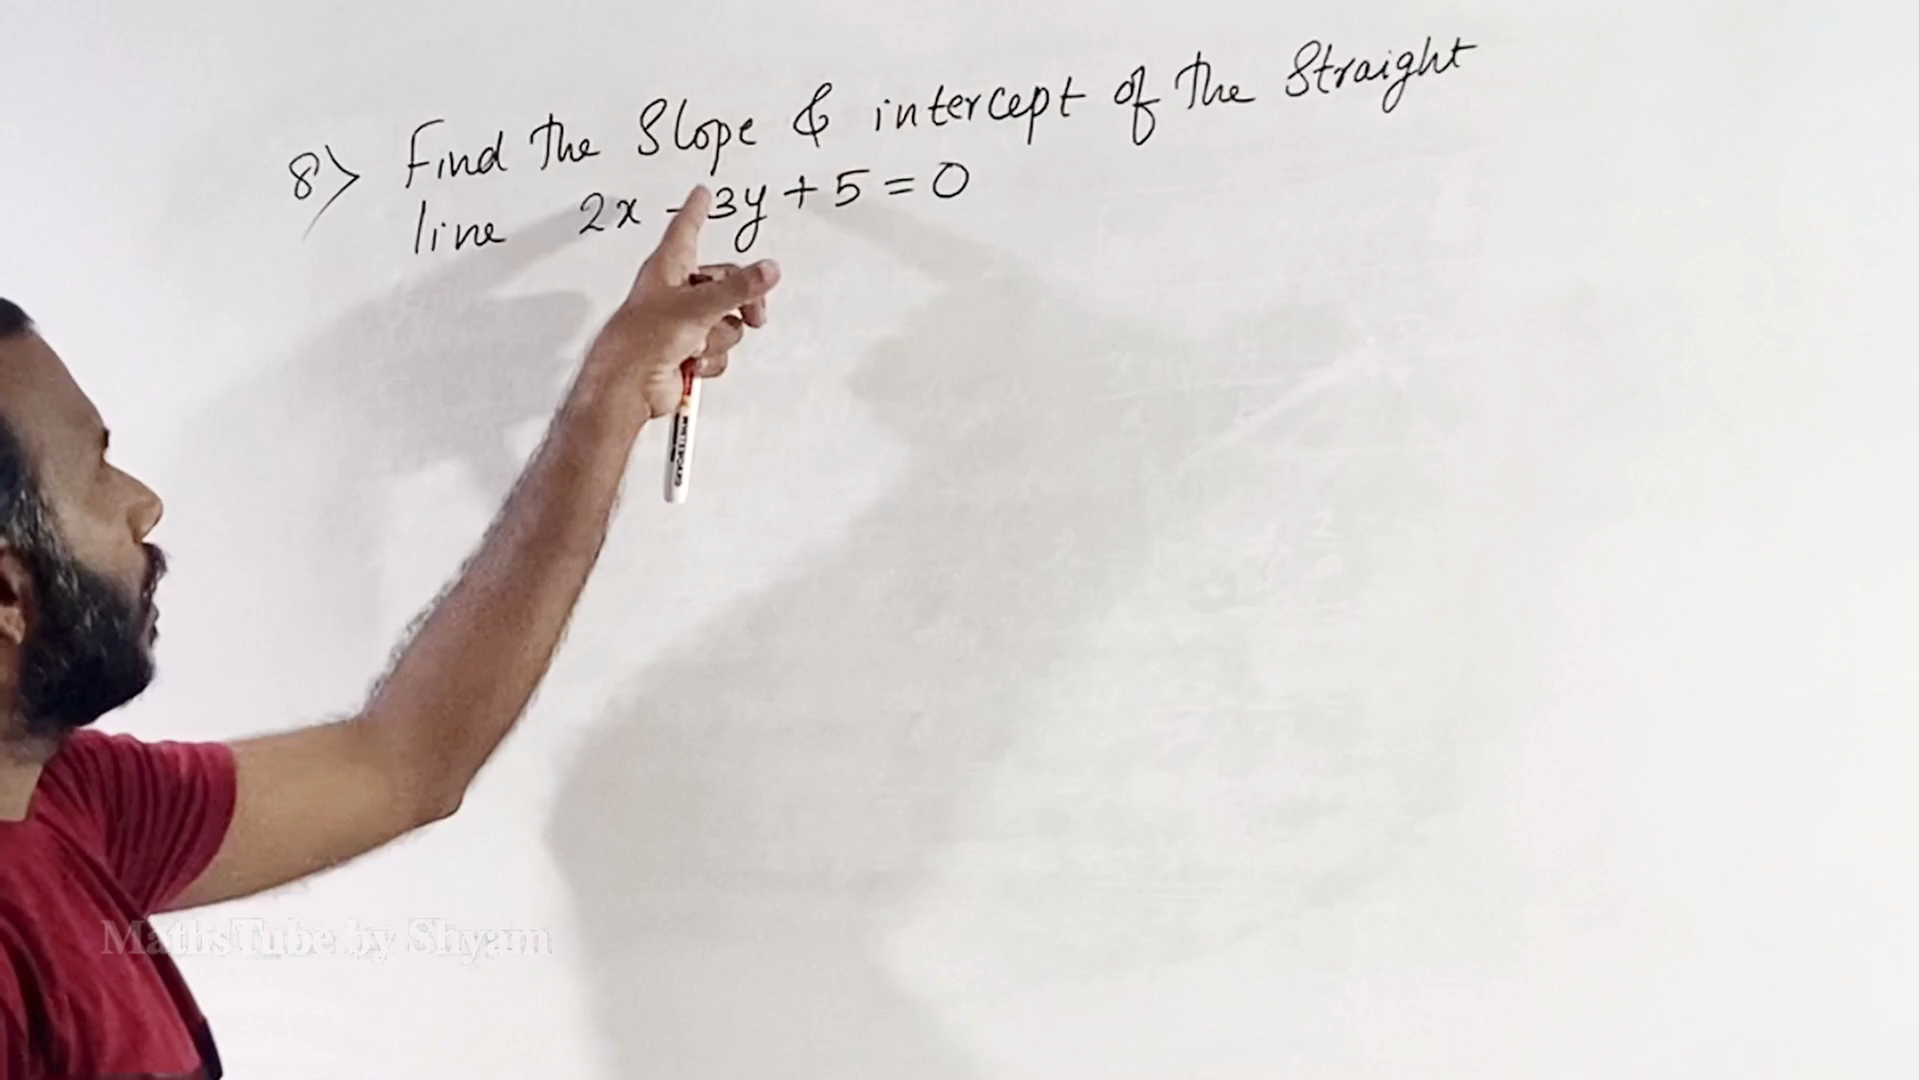 8) Find the Slope & intercept of the Straight
line 2x - 3y + 5 = 0
MathsTube by Shyam